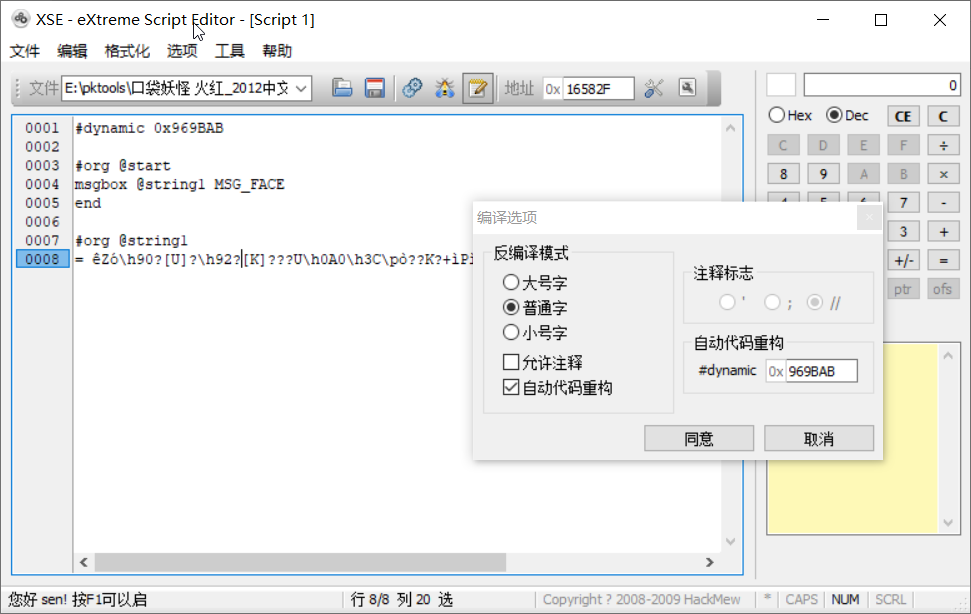 XSE - eXtreme Script Editor - [Script 1]
文件 编辑 格式化 选项 工具 帮助
文件 E:\pktools\口袋妖怪 火红_2012中文 地址 0x 16582F
0
Hex Dec CE C
C D E F ÷
8 9 A B ×
7 -
3 +
+/- =
ptr ofs
0001 #dynamic 0x969BAB
0002
0003 #org @start
0004 msgbox @string1 MSG_FACE
0005 end
0006
0007 #org @string1
0008 = êZó\h90?[U]?\h92?[K]???U\h0A0\h3C\pò??K?+ìPì
编译选项
反编译模式
大号字
普通字
小号字
允许注释
自动代码重构
注释标志
' ; //
自动代码重构
#dynamic 0x 969BAB
同意 取消
您好 sen! 按F1可以启 行 8/8 列 20 选 Copyright ? 2008-2009 HackMew * CAPS NUM SCRL